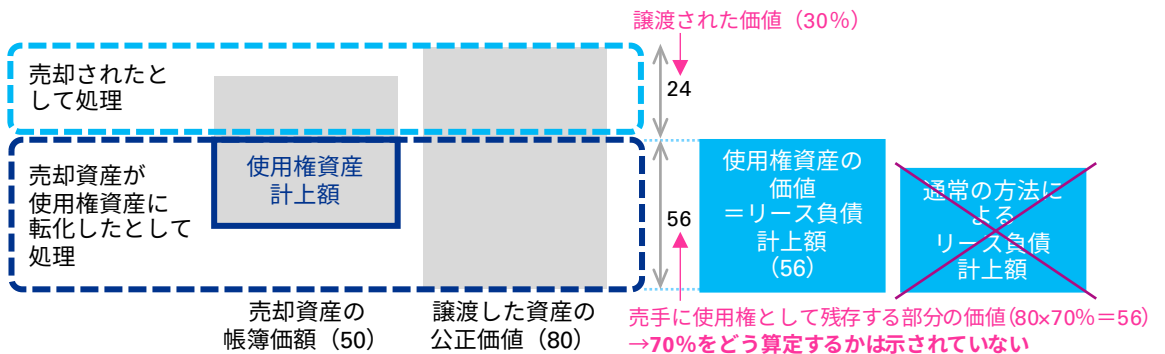 譲渡された価値（30％）
売却されたと
して処理
24
売却資産が
使用権資産に
転化したとして
処理
使用権資産
計上額
56
使用権資産の
価値
＝リース負債
計上額
（56）
通常の方法に
よる
リース負債
計上額
売却資産の
帳簿価額（50）
譲渡した資産の
公正価値（80）
売手に使用権として残存する部分の価値（80×70％＝56）
→70％をどう算定するかは示されていない